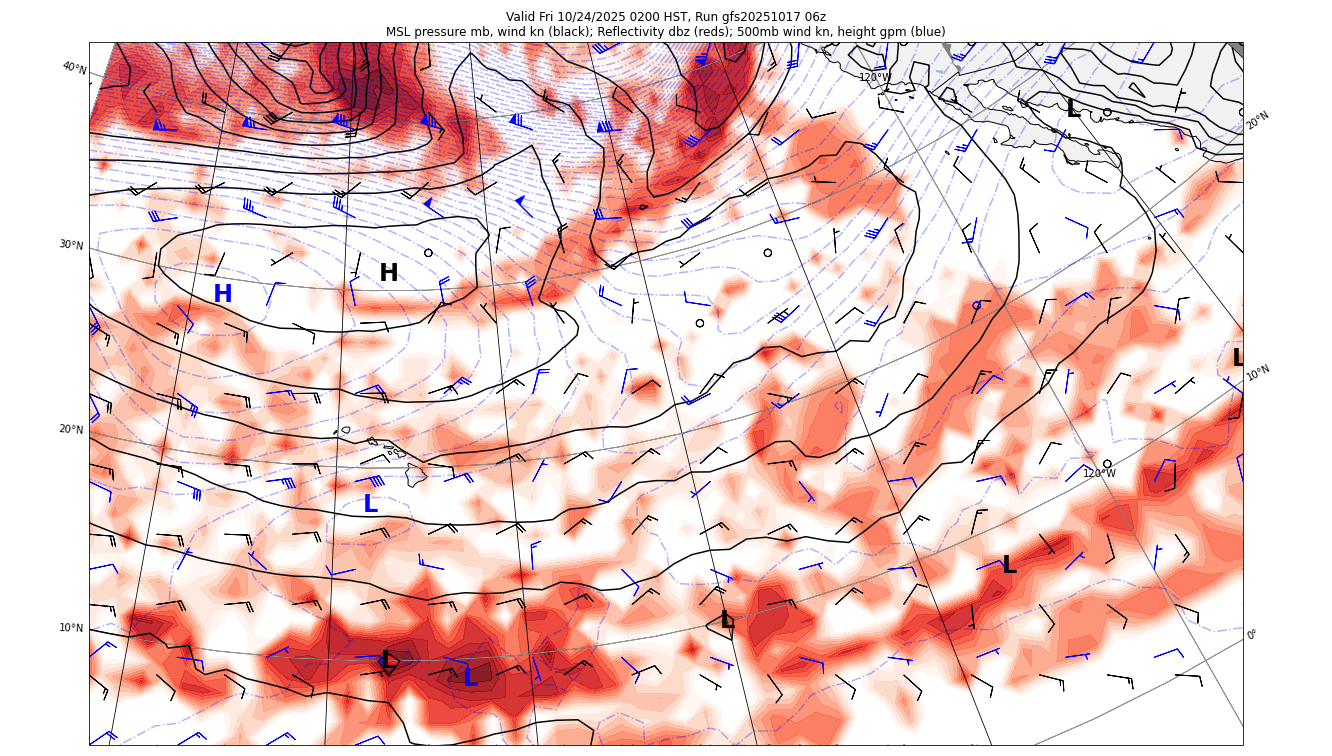 Valid Fri 10/24/2025 0200 HST, Run gfs20251017 06z
MSL pressure mb, wind kn (black); Reflectivity dbz (reds); 500mb wind kn, height gpm (blue)
40°N
120°W
L
20°N
30°N
H
H
L
10°N
20°N
120°W
L
L
10°N
L
0°
L
L